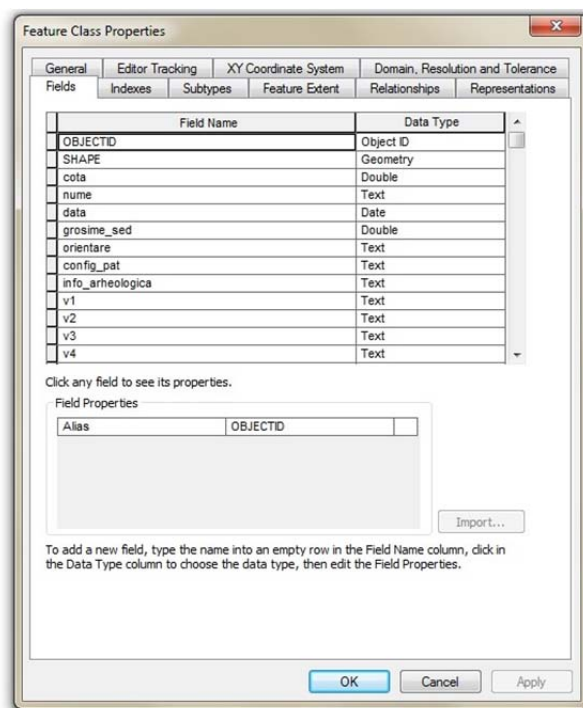 Feature Class Properties
General Editor Tracking XY Coordinate System Domain, Resolution and Tolerance
Fields Indexes Subtypes Feature Extent Relationships Representations
Field Name Data Type
OBJECTID Object ID
SHAPE Geometry
cota Double
nume Text
data Date
grosime_sed Double
orientare Text
config_pat Text
info_arheologica Text
v1 Text
v2 Text
v3 Text
v4 Text
Click any field to see its properties.
Field Properties
Alias OBJECTID
Import...
To add a new field, type the name into an empty row in the Field Name column, click in
the Data Type column to choose the data type, then edit the Field Properties.
OK Cancel Apply